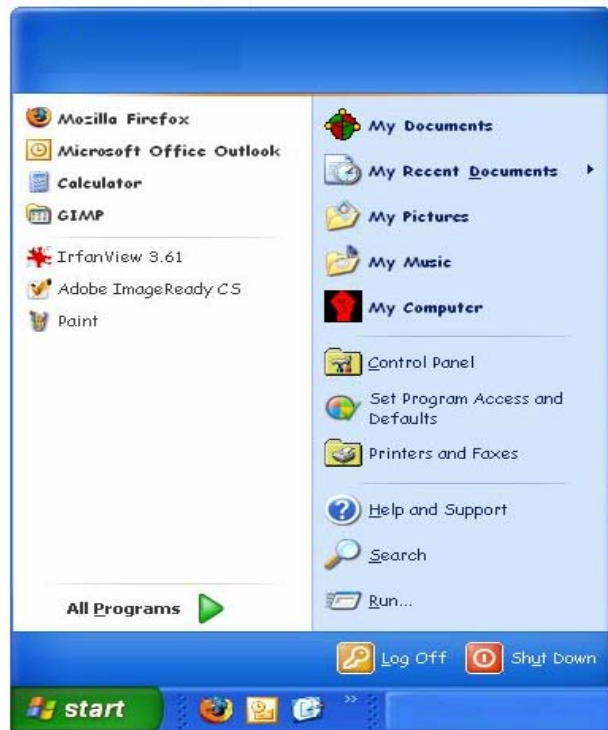 Mozilla Firefox
Microsoft Office Outlook
Calculator
GIMP
IrfanView 3.61
Adobe ImageReady CS
Paint
All Programs
My Documents
My Recent Documents
My Pictures
My Music
My Computer
Control Panel
Set Program Access and
Defaults
Printers and Faxes
Help and Support
Search
Run...
Log Off
Shut Down
start